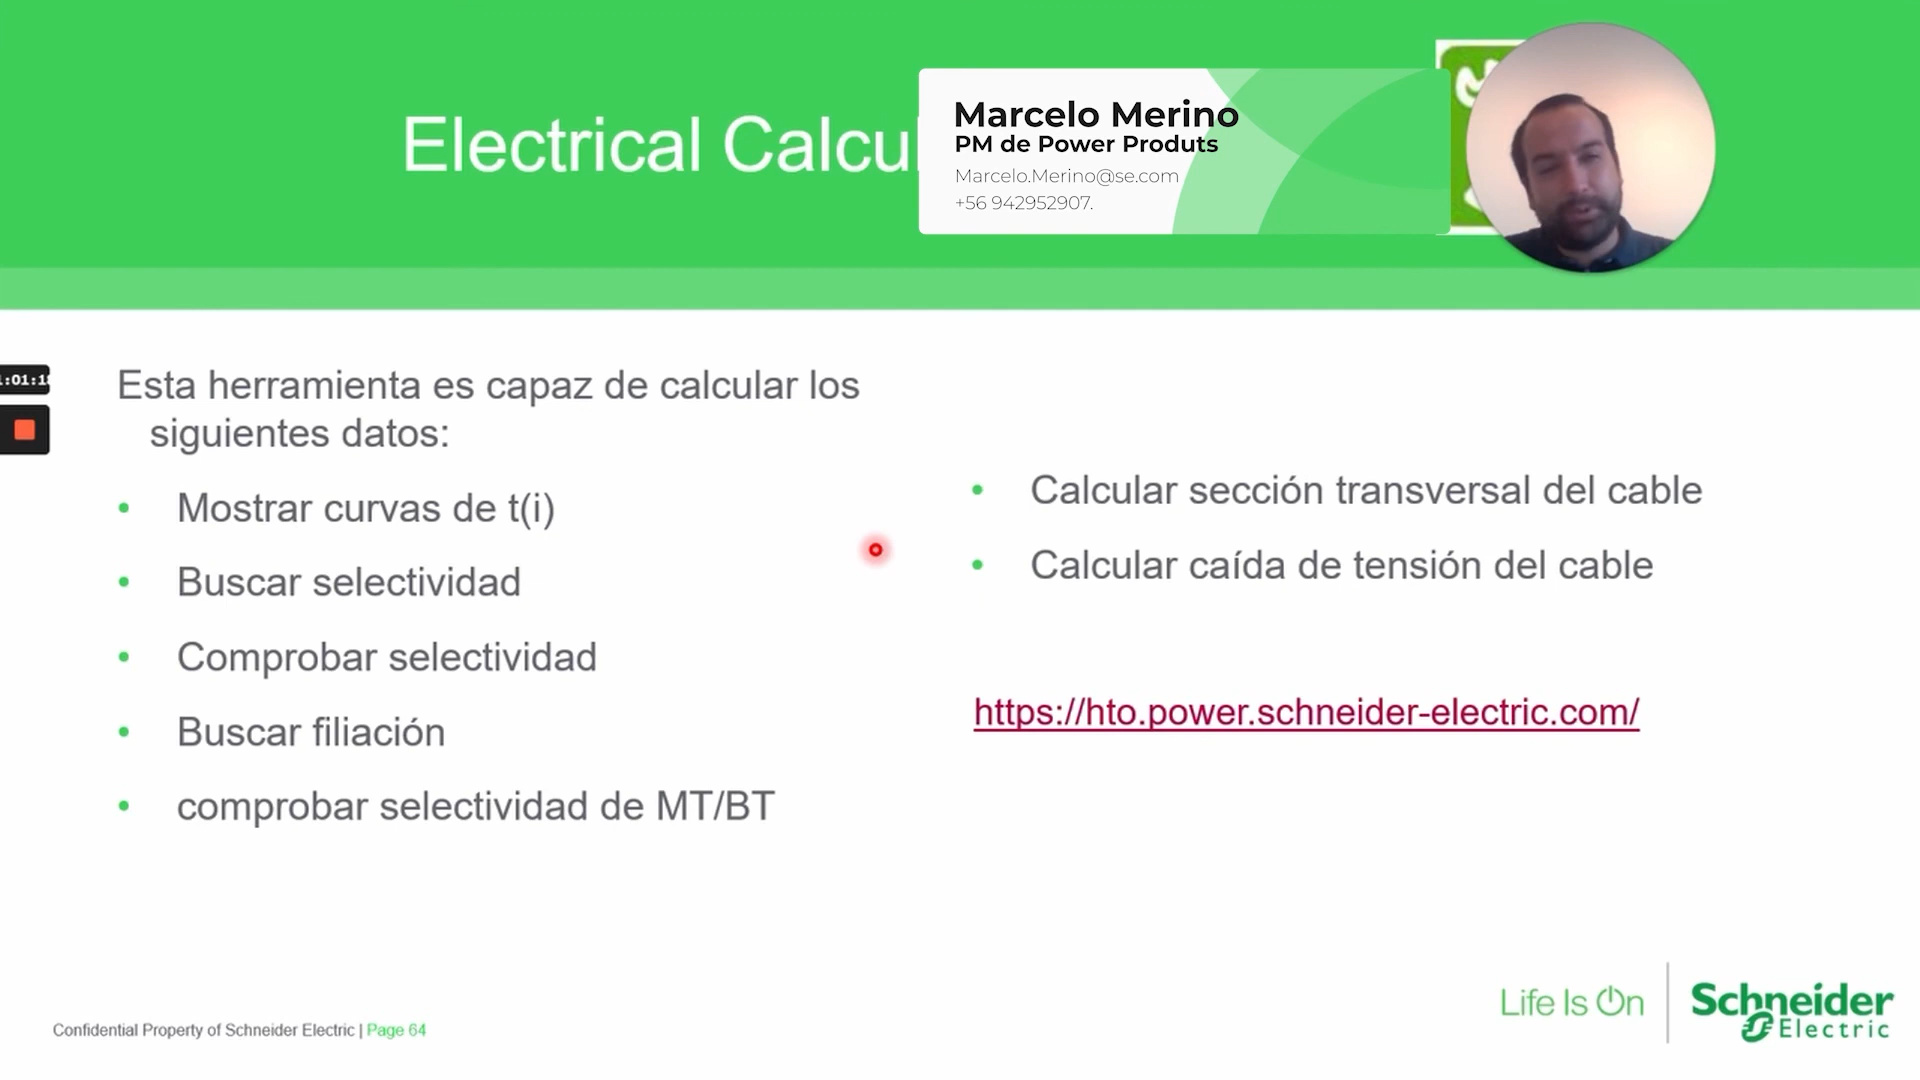 Electrical Calcul
Marcelo Merino
PM de Power Produts
Marcelo.Merino@se.com
+56 942952907.
:01:18
Esta herramienta es capaz de calcular los
siguientes datos:
• Mostrar curvas de t(i)
• Buscar selectividad
• Comprobar selectividad
• Buscar filiación
• comprobar selectividad de MT/BT
• Calcular sección transversal del cable
• Calcular caída de tensión del cable
https://hto.power.schneider-electric.com/
Confidential Property of Schneider Electric | Page 64
Life Is On
Schneider
Electric